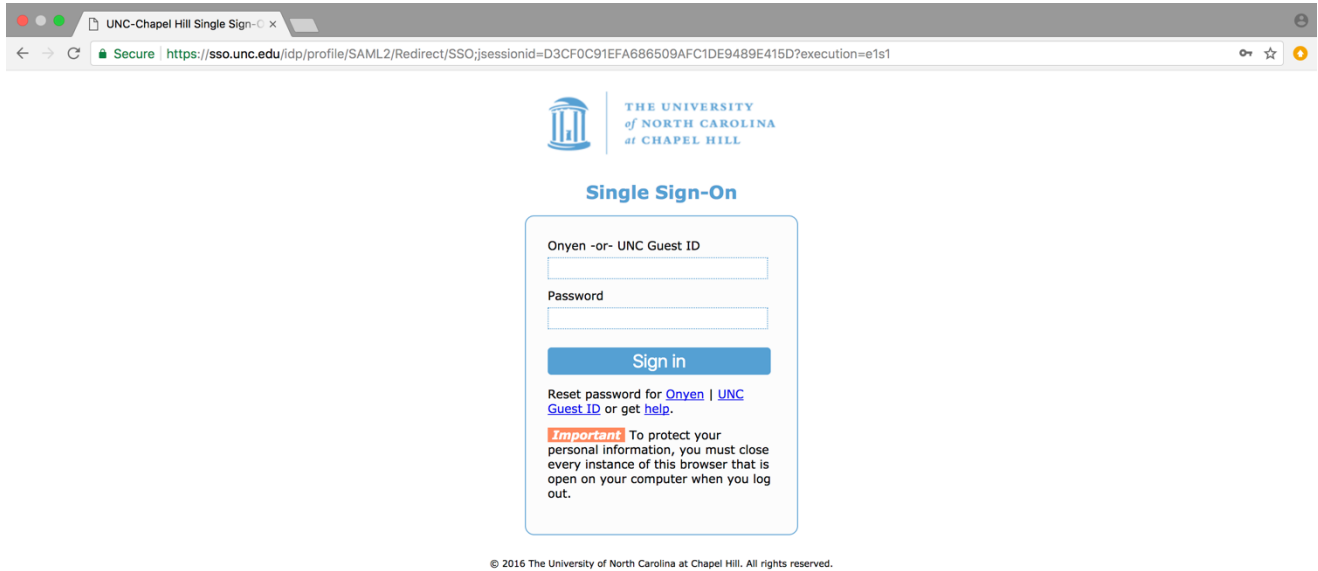 UNC-Chapel Hill Single Sign-O
Secure https://sso.unc.edu/idp/profile/SAML2/Redirect/SSO;jsessionid=D3CF0C91EFA686509AFC1DE9489E415D?execution=e1s1
THE UNIVERSITY
of NORTH CAROLINA
at CHAPEL HILL
Single Sign-On
Onyen -or- UNC Guest ID
Password
Sign in
Reset password for Onyen | UNC
Guest ID or get help.
Important To protect your
personal information, you must close
every instance of this browser that is
open on your computer when you log
out.
© 2016 The University of North Carolina at Chapel Hill. All rights reserved.